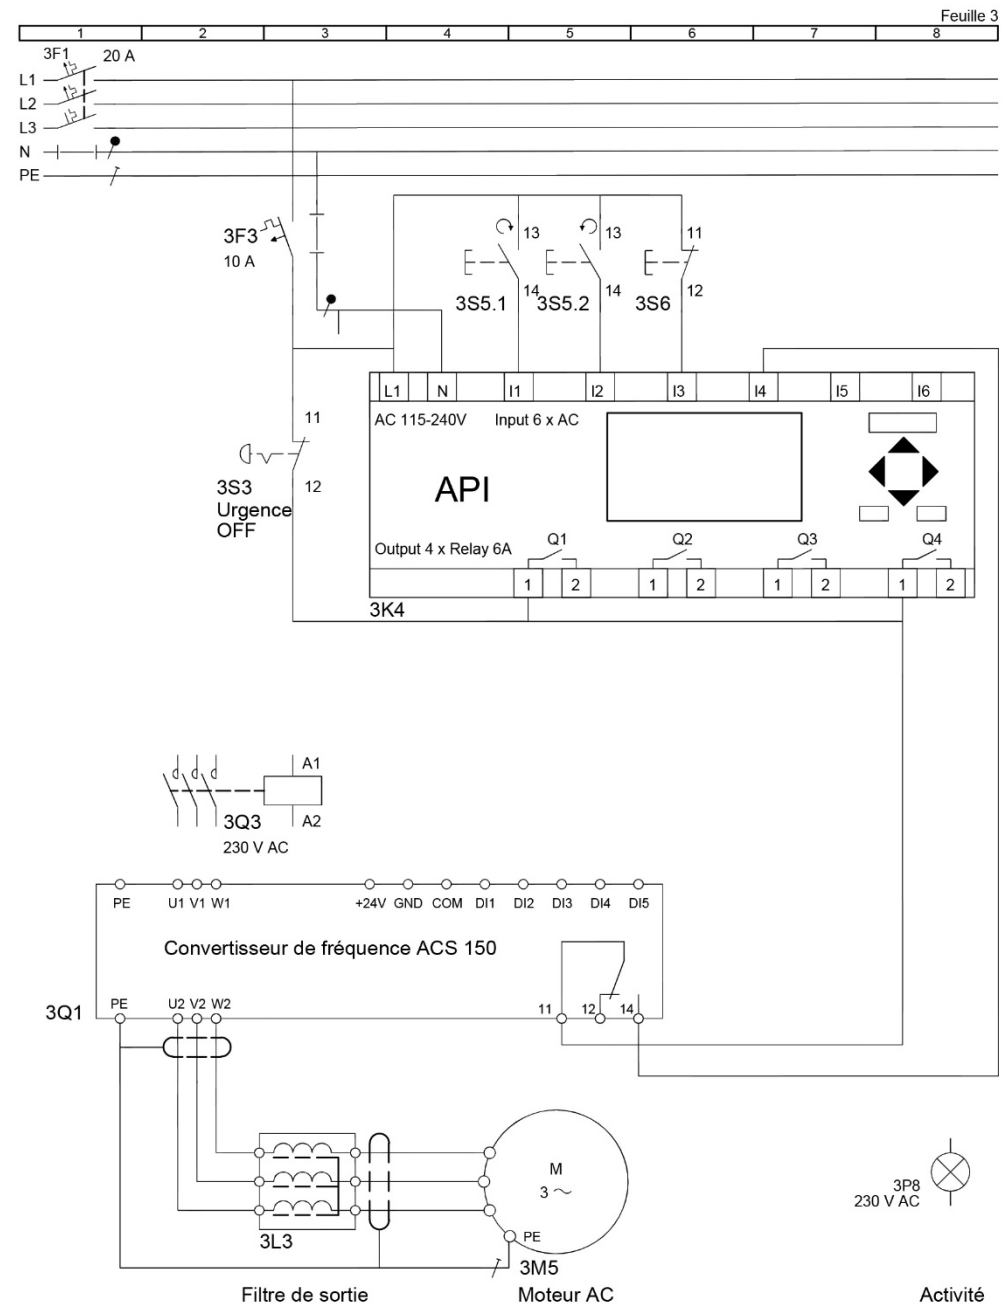 Feuille 3
1 2 3 4 5 6 7 8
3F1 20 A
L1
L2
L3
N
PE
3F3
10 A
13 13 11
14 14 12
3S5.1 3S5.2 3S6
L1 N I1 I2 I3 I4 I5 I6
AC 115-240V Input 6 x AC
11
12
3S3
Urgence
OFF
API
Output 4 x Relay 6A
Q1 Q2 Q3 Q4
1 2 1 2 1 2 1 2
3K4
A1
A2
3Q3
230 V AC
PE U1 V1 W1 +24V GND COM DI1 DI2 DI3 DI4 DI5
Convertisseur de fréquence ACS 150
3Q1
PE U2 V2 W2 11 12 14
M
3 ~
PE
3L3
3M5
3P8
230 V AC
Filtre de sortie Moteur AC Activité